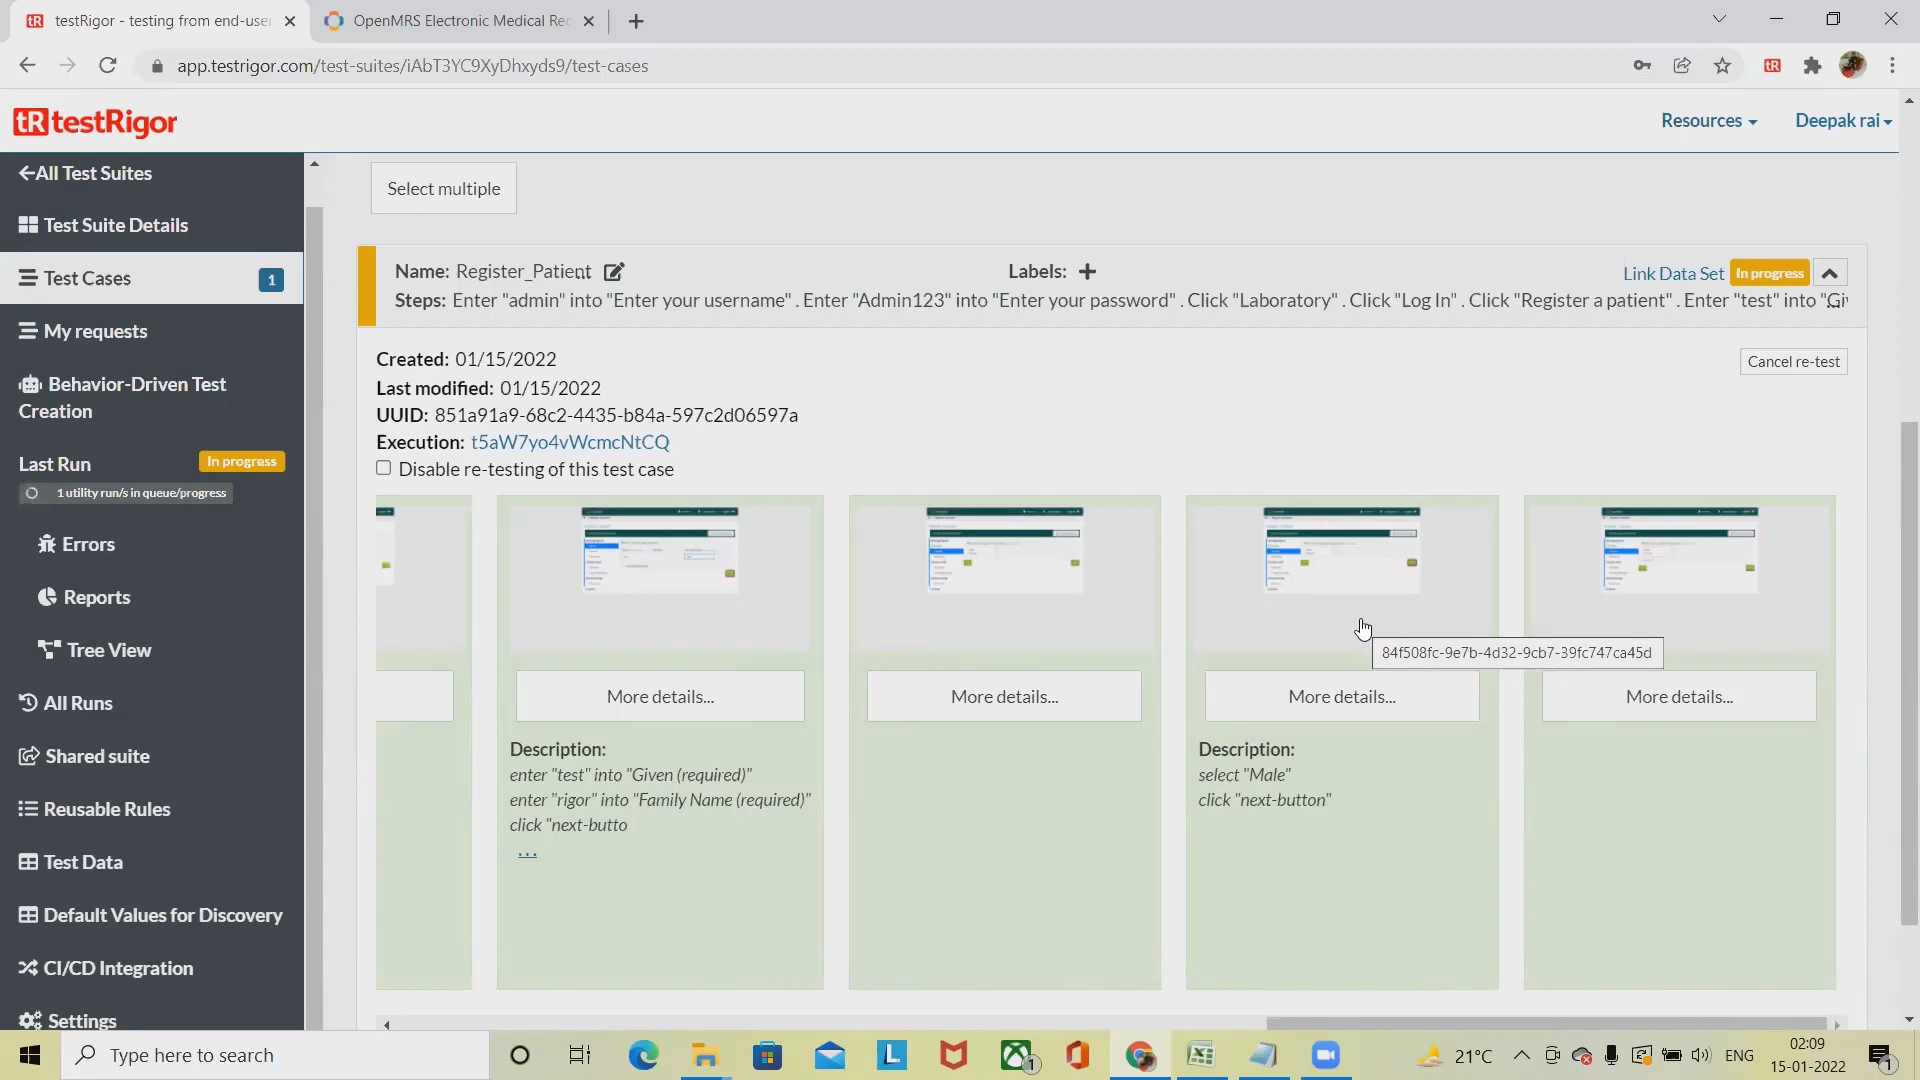 testRigor - testing from end-user
OpenMRS Electronic Medical Rec
app.testrigor.com/test-suites/iAbT3YC9XyDhxyds9/test-cases
tR
tR testRigor
Resources
Deepak rai
All Test Suites
Test Suite Details
Test Cases
1
My requests
Behavior-Driven Test
Creation
Last Run
In progress
1 utility run/s in queue/progress
Errors
Reports
Tree View
All Runs
Shared suite
Reusable Rules
Test Data
Default Values for Discovery
CI/CD Integration
Settings
Select multiple
Name: Register_Patient
Labels: +
Link Data Set
In progress
Steps: Enter "admin" into "Enter your username" . Enter "Admin123" into "Enter your password" . Click "Laboratory" . Click "Log In" . Click "Register a patient" . Enter "test" into "Giv
Created: 01/15/2022
Cancel re-test
Last modified: 01/15/2022
UUID: 851a91a9-68c2-4435-b84a-597c2d06597a
Execution: t5aW7yo4vWcmcNtCQ
Disable re-testing of this test case
84f508fc-9e7b-4d32-9cb7-39fc747ca45d
More details...
More details...
More details...
More details...
Description:
enter "test" into "Given (required)"
enter "rigor" into "Family Name (required)"
click "next-butto
...
Description:
select "Male"
click "next-button"
Type here to search
1
21°C
ENG
02:09
15-01-2022
1